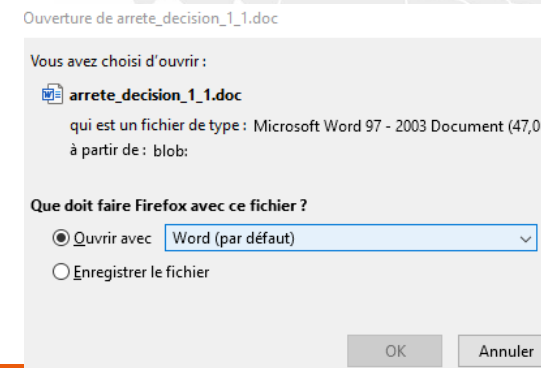 Ouverture de arrete_decision_1_1.doc
Vous avez choisi d'ouvrir :
arrete_decision_1_1.doc
qui est un fichier de type : Microsoft Word 97 - 2003 Document (47,0
à partir de : blob:
Que doit faire Firefox avec ce fichier ?
Ouvrir avec Word (par défaut)
Enregistrer le fichier
OK Annuler